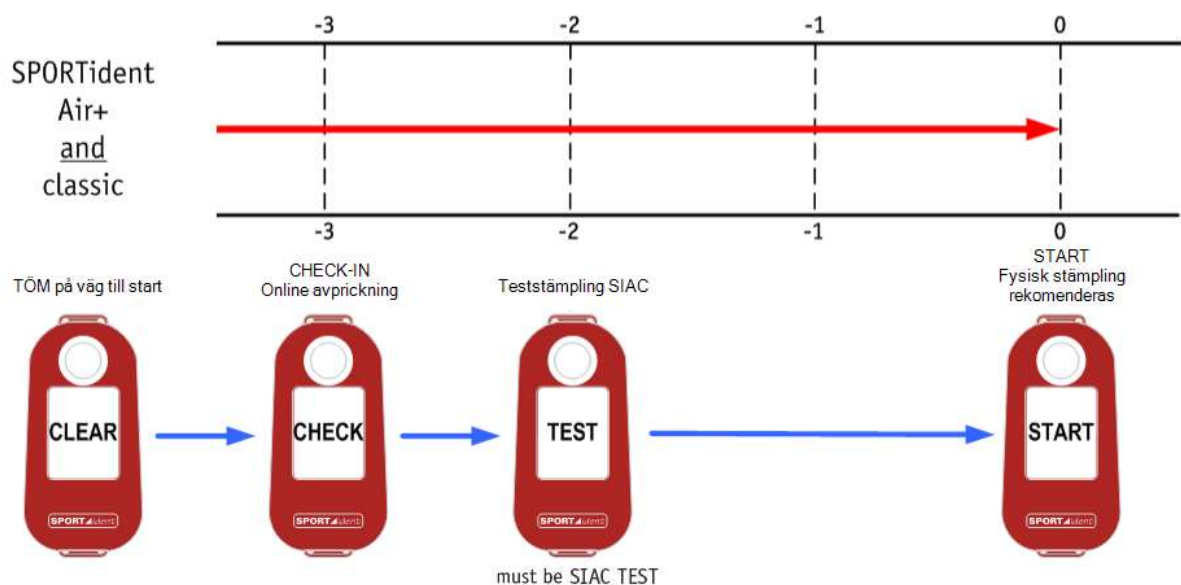 -3 -2 -1 0
SPORTident
Air+
and
classic
-3 -2 -1 0
TÖM på väg till start
CHECK-IN
Online avprickning
Teststämpling SIAC
START
Fysisk stämpling
rekomenderas
CLEAR
CHECK
TEST
START
SPORTident
SPORTident
SPORTident
SPORTident
must be SIAC TEST